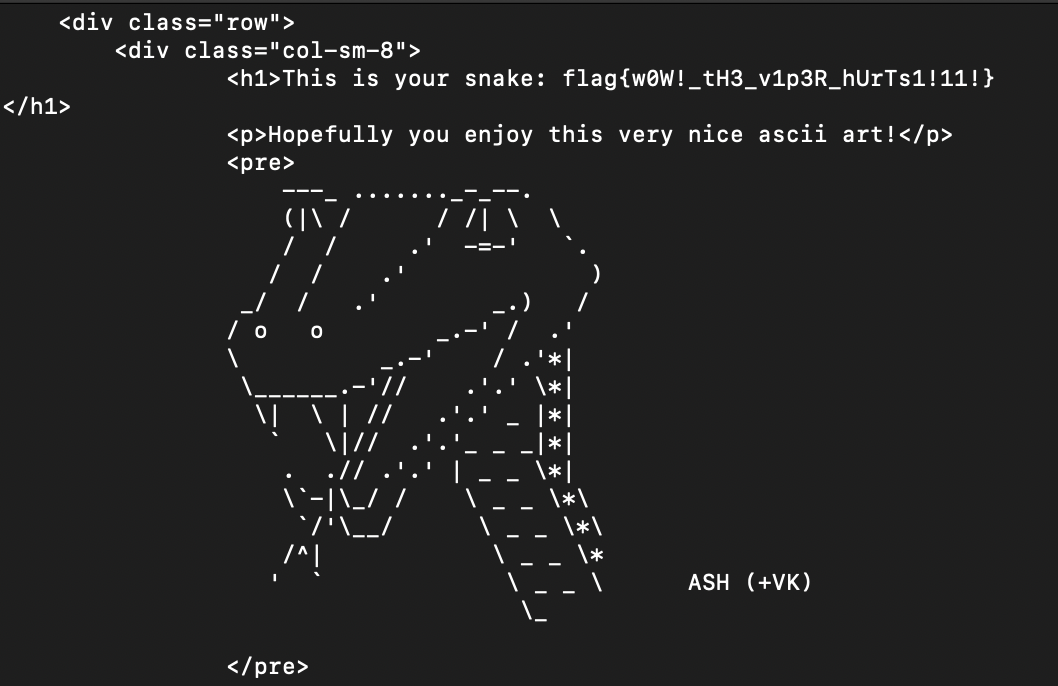 <div class="row">
        <div class="col-sm-8">
                <h1>This is your snake: flag{w0W!_tH3_v1p3R_hUrTs1!11!}
</h1>
                <p>Hopefully you enjoy this very nice ascii art!</p>
                <pre>
                    ---_ ......._-_--.
                    (|\ /      / /| \  \
                    /  /     .'  -=-'   `.
                   /  /    .'             )
                 _/  /   .'        _.)   /
                / o   o        _.-' /  .'
                \          _.-'    / .'*|
                 \______.-'//    .'.' \*|
                  \|  \ | //   .'.' _ |*|
                   `   \|//  .'.'_ _ _|*|
                    .  .// .'.' | _ _ \*|
                    \`-|\_/ /    \ _ _ \*\
                     `/'\__/      \ _ _ \*\
                    /^|            \ _ _ \*
                   '  `             \ _ _ \      ASH (+VK)
                                     \_

                </pre>